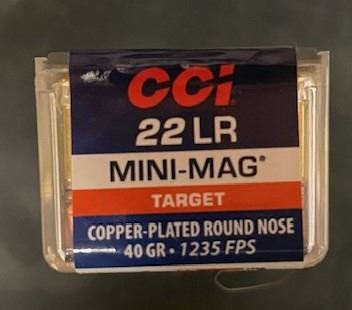 CCi
22 LR
MINI-MAG®
TARGET
COPPER-PLATED ROUND NOSE
40 GR • 1235 FPS